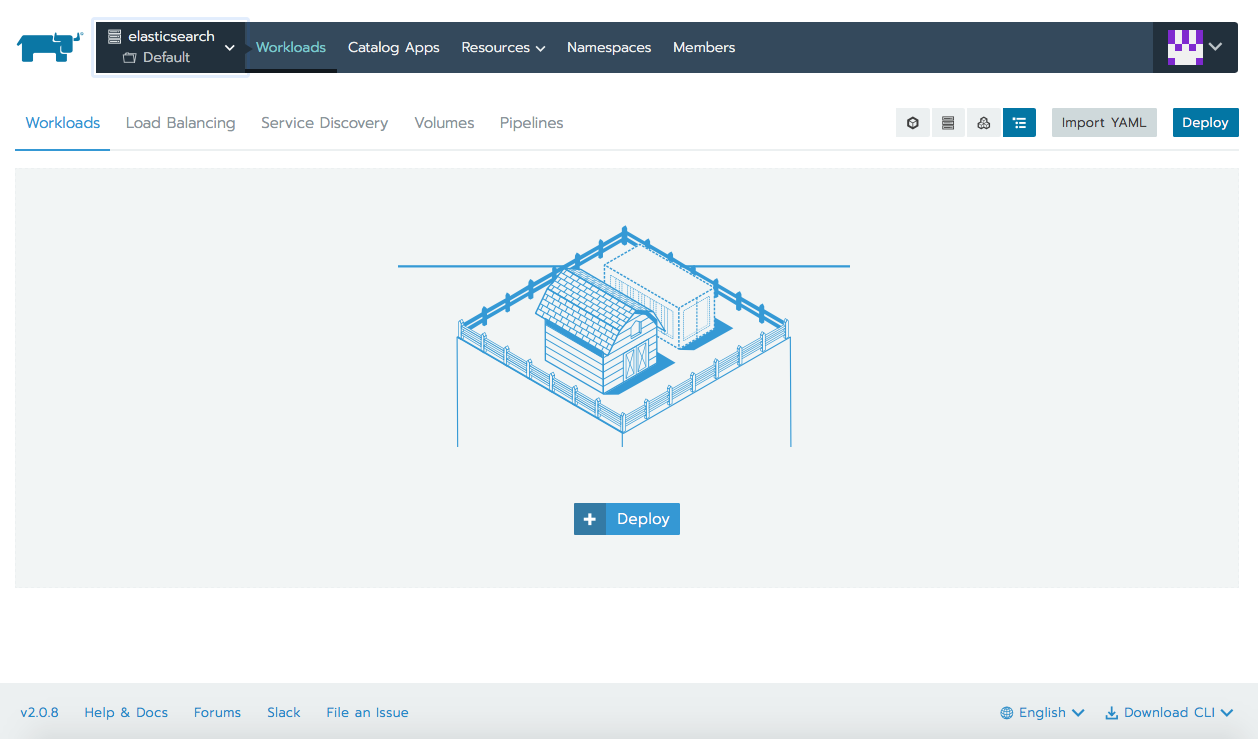 elasticsearch
Default
Workloads Catalog Apps Resources Namespaces Members
Workloads Load Balancing Service Discovery Volumes Pipelines Import YAML Deploy
Deploy
v2.0.8 Help & Docs Forums Slack File an Issue English Download CLI